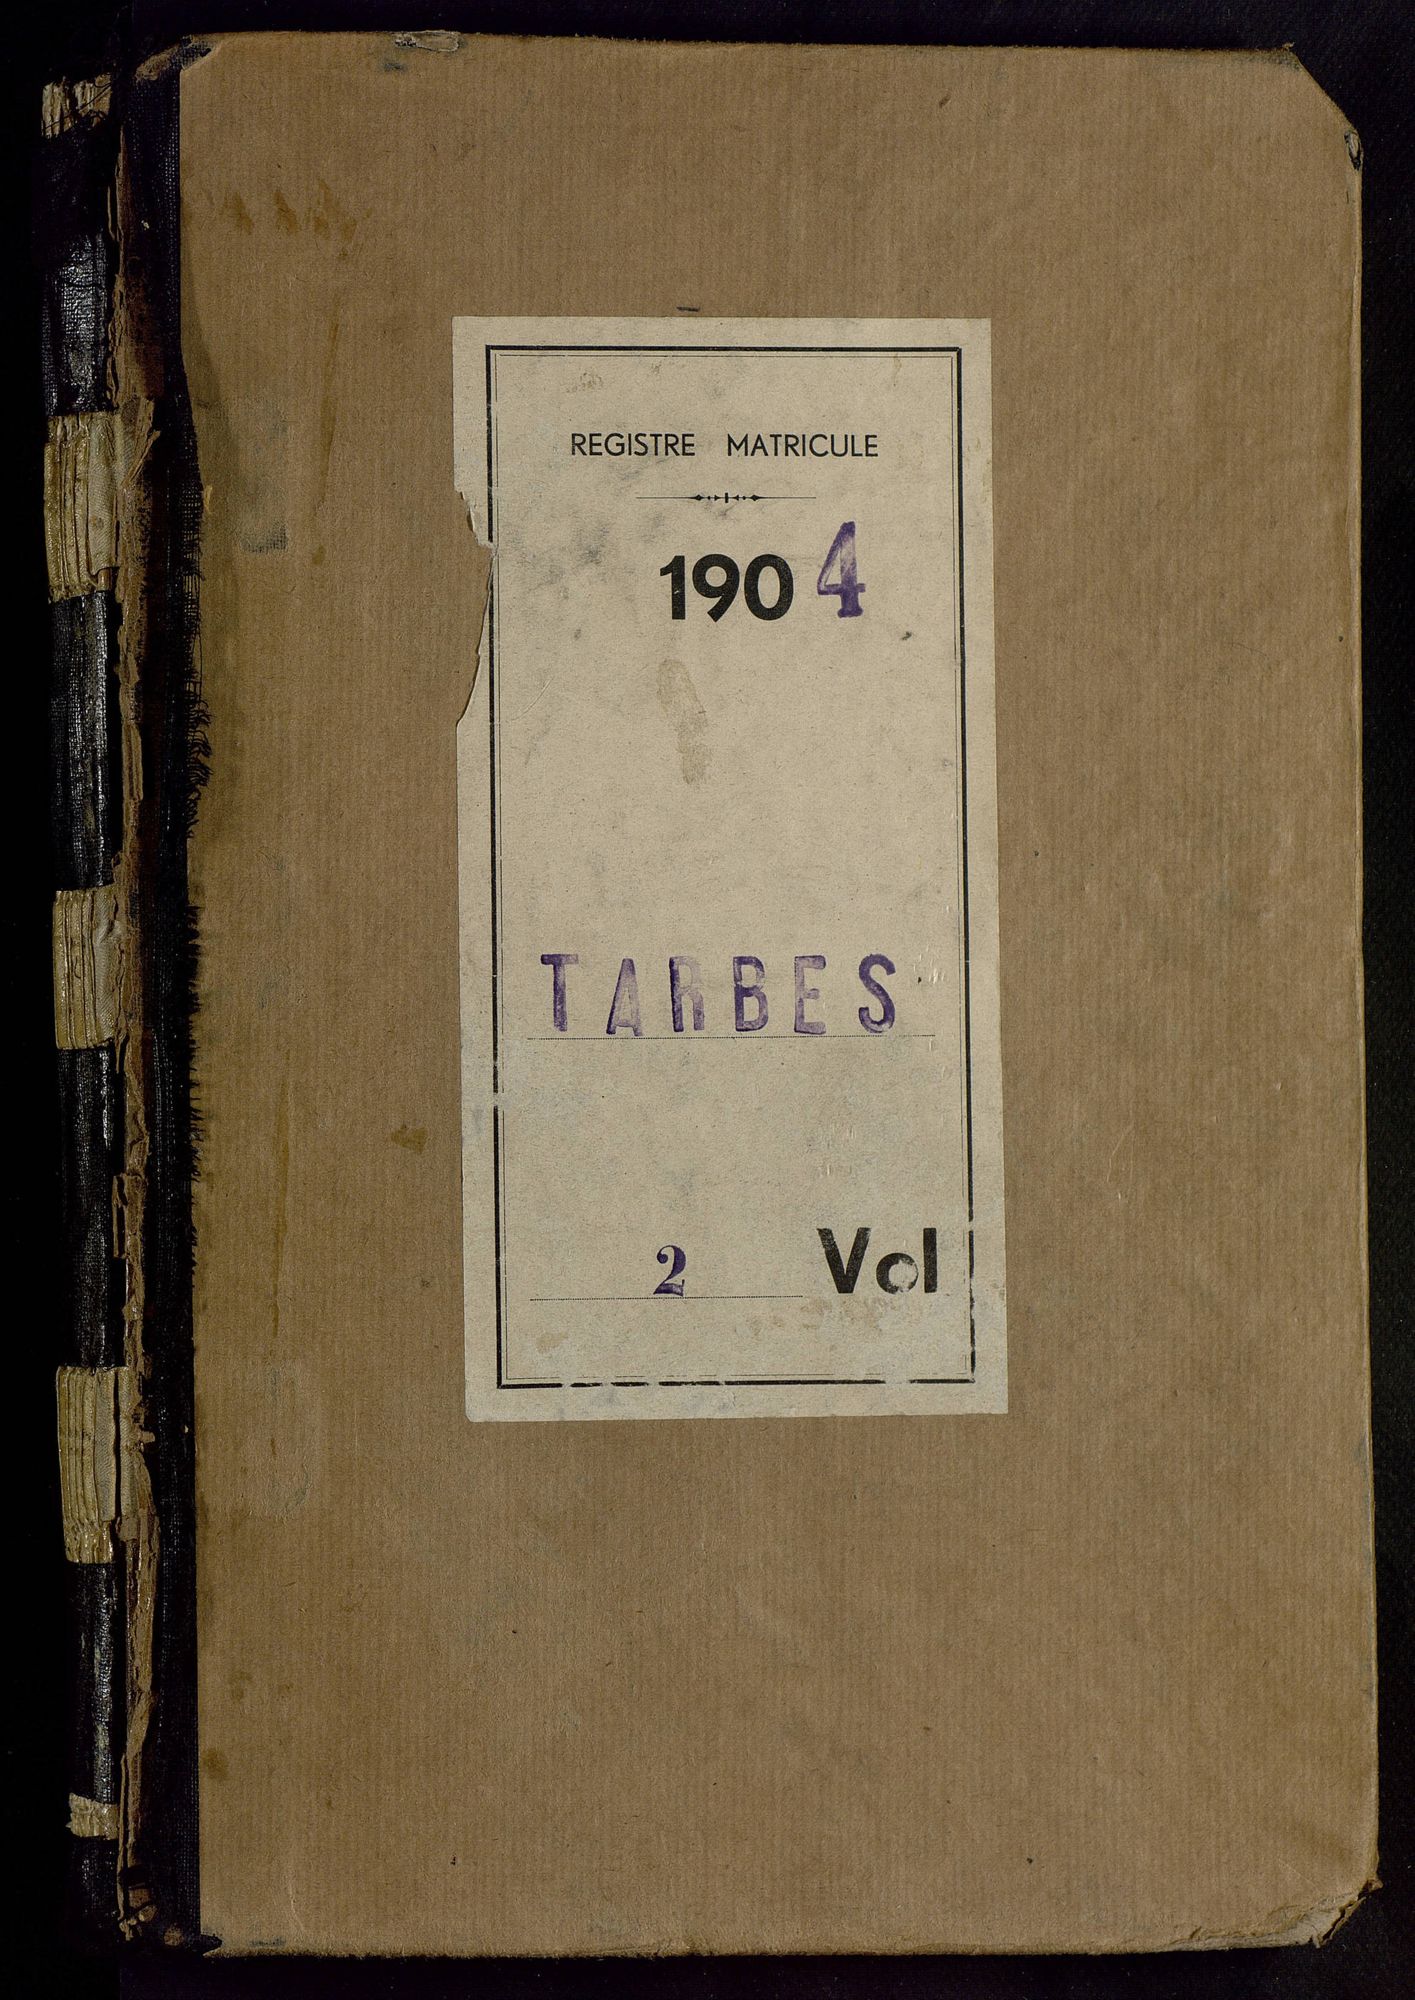 REGISTRE MATRICULE
1904
TARBES
2 Vol